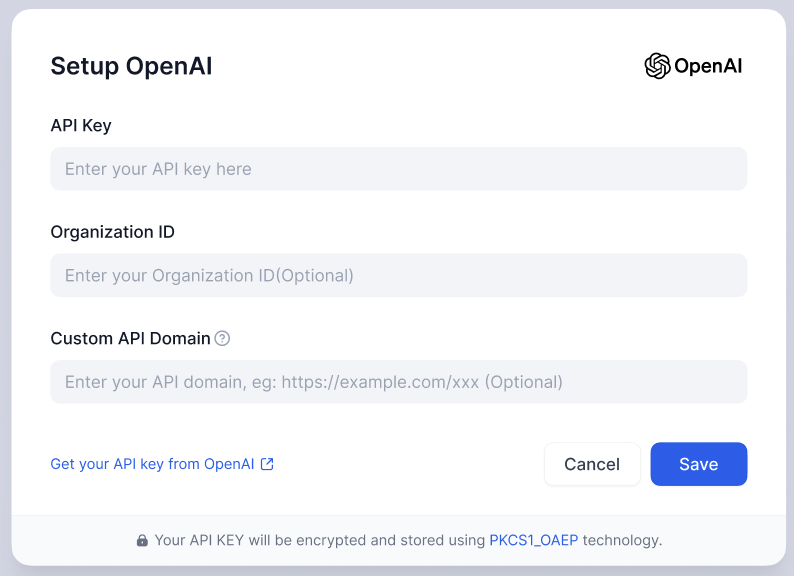 Setup OpenAI
OpenAI
API Key
Enter your API key here
Organization ID
Enter your Organization ID(Optional)
Custom API Domain
Enter your API domain, eg: https://example.com/xxx (Optional)
Get your API key from OpenAI
Cancel
Save
Your API KEY will be encrypted and stored using PKCS1_OAEP technology.